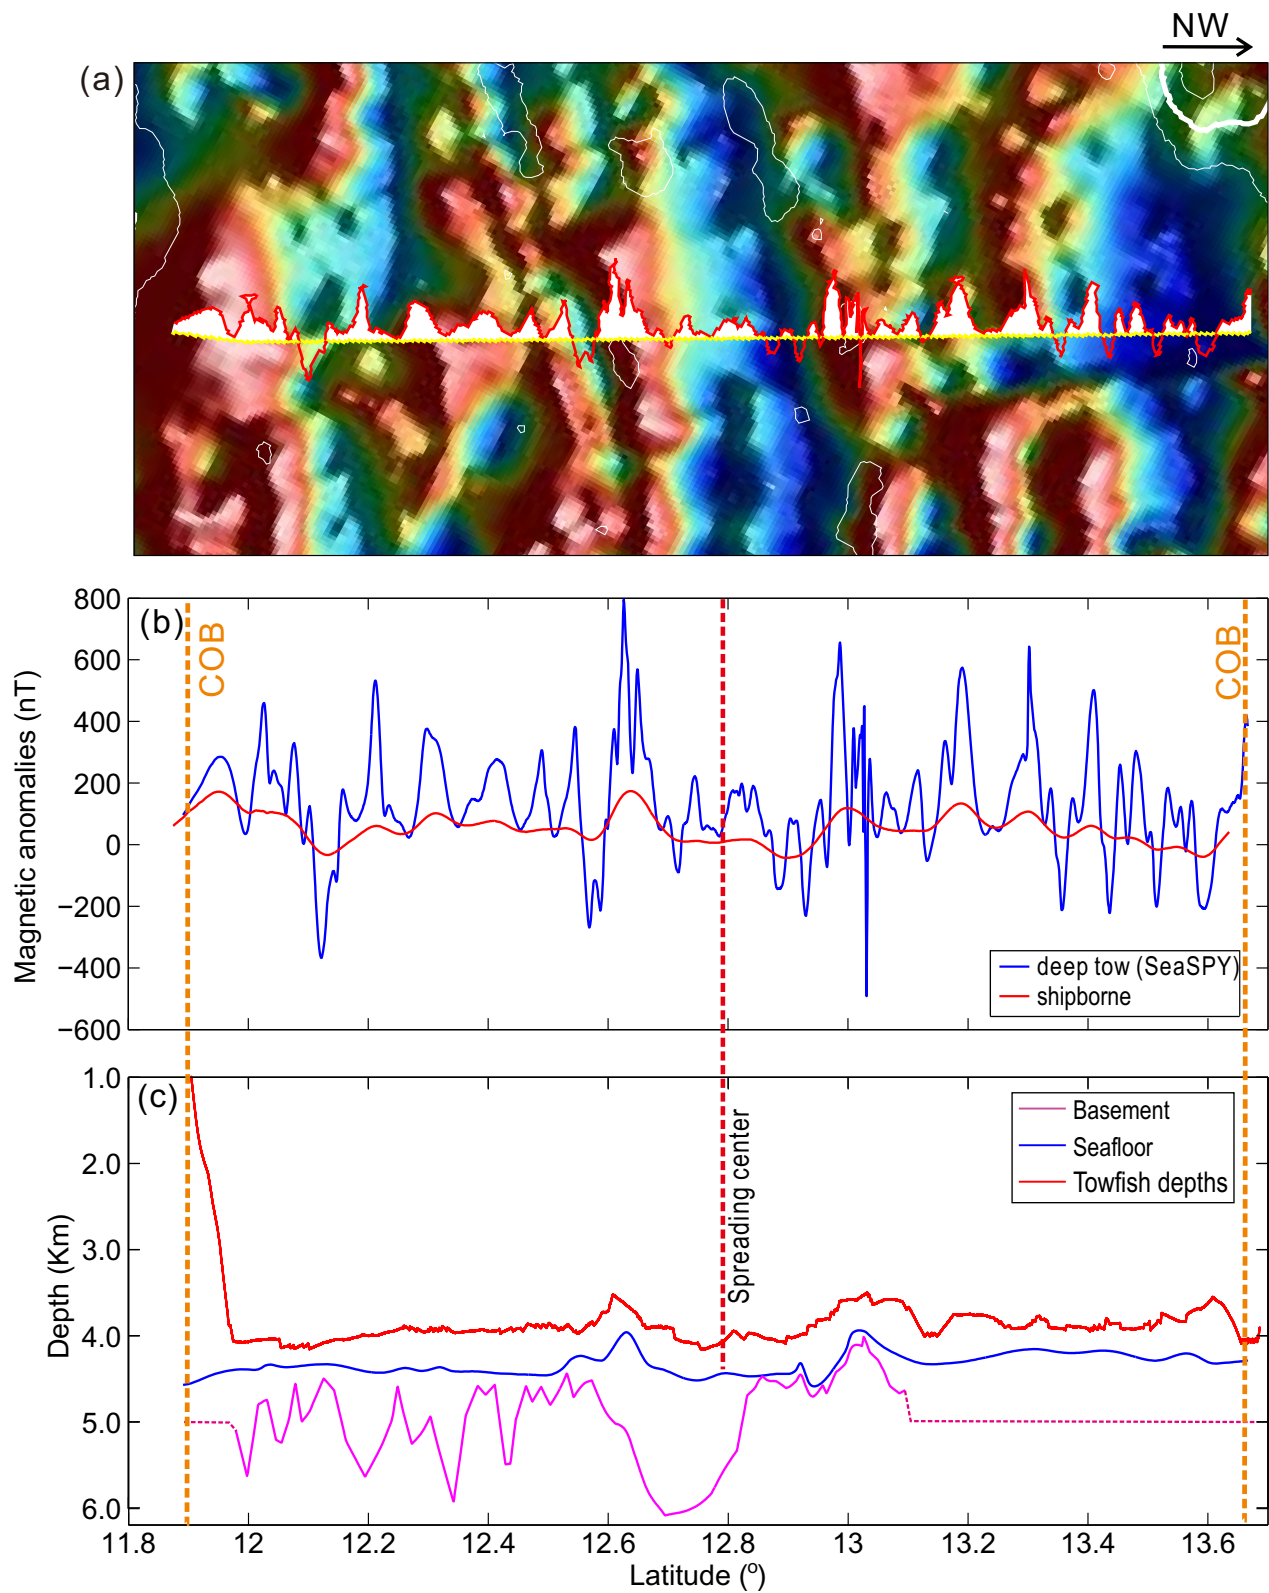 NW
(a)
800
600
400
200
0
−200
−400
−600
Magnetic anomalies (nT)
(b)
COB
COB
deep tow (SeaSPY)
shipborne
1.0
2.0
3.0
4.0
5.0
6.0
Depth (Km)
(c)
Spreading center
Basement
Seafloor
Towfish depths
11.8
12
12.2
12.4
12.6
12.8
13
13.2
13.4
13.6
Latitude (°)